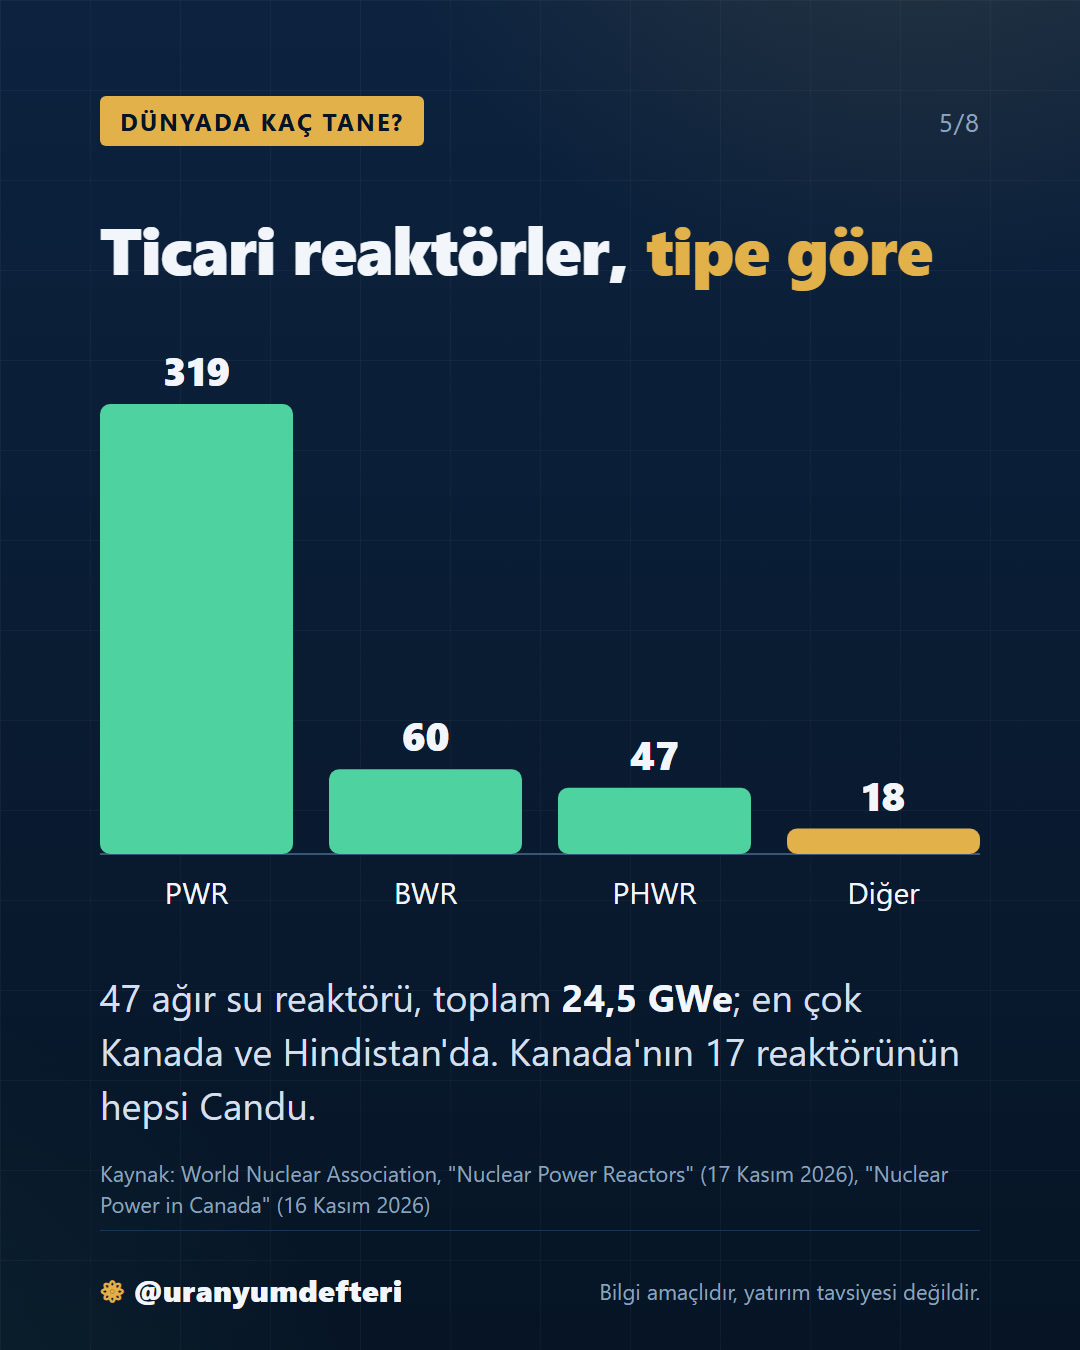 DÜNYADA KAÇ TANE?
5/8
Ticari reaktörler, tipe göre
319
60
47
18
PWR
BWR
PHWR
Diğer
47 ağır su reaktörü, toplam 24,5 GWe; en çok
Kanada ve Hindistan'da. Kanada'nın 17 reaktörünün
hepsi Candu.
Kaynak: World Nuclear Association, "Nuclear Power Reactors" (17 Kasım 2026), "Nuclear
Power in Canada" (16 Kasım 2026)
@uranyumdefteri
Bilgi amaçlıdır, yatırım tavsiyesi değildir.